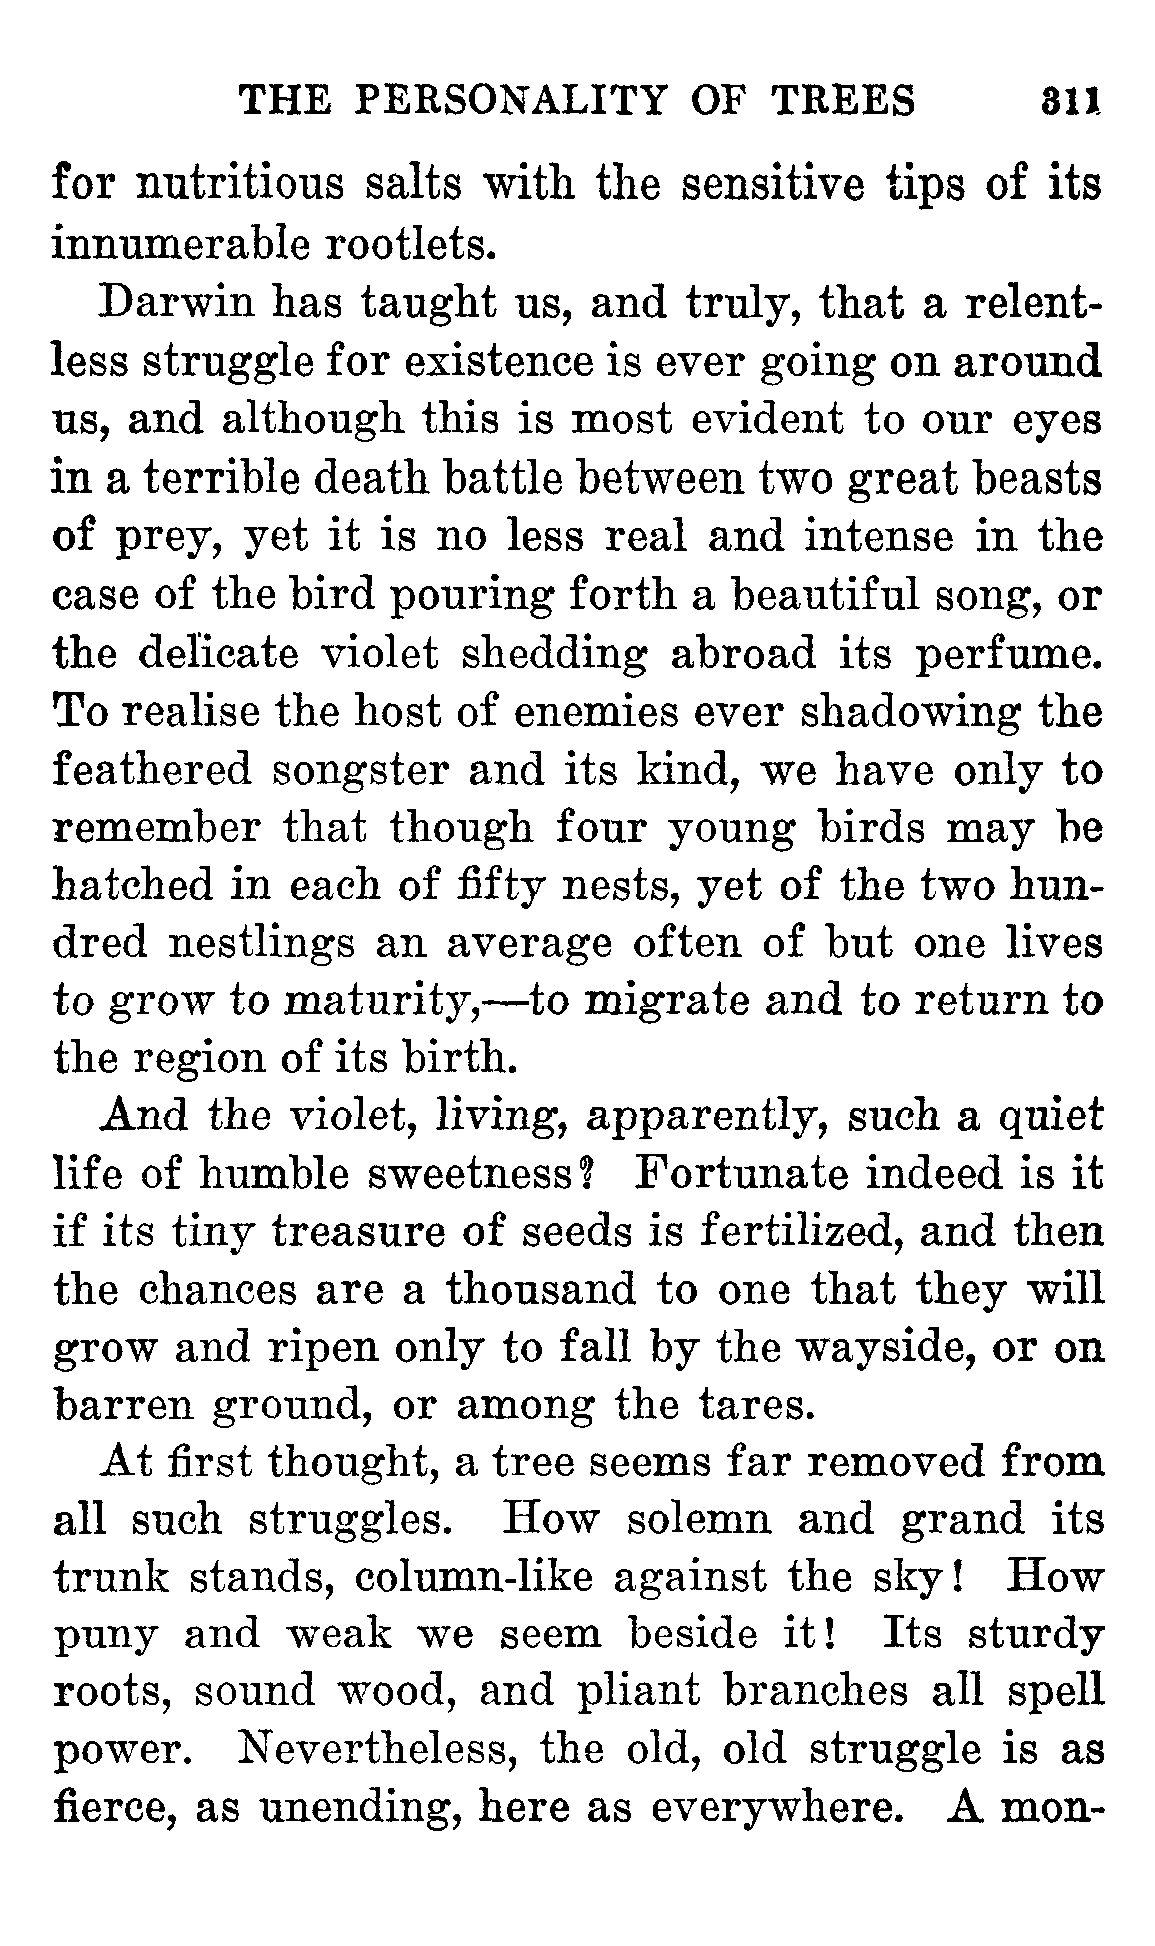 THE PERSONALITY OF TREES 311
for nutritious salts with the sensitive tips of its
innumerable rootlets.
Darwin has taught us, and truly, that a relent-
less struggle for existence is ever going on around
us, and although this is most evident to our eyes
in a terrible death battle between two great beasts
of prey, yet it is no less real and intense in the
case of the bird pouring forth a beautiful song, or
the delicate violet shedding abroad its perfume.
To realise the host of enemies ever shadowing the
feathered songster and its kind, we have only to
remember that though four young birds may be
hatched in each of fifty nests, yet of the two hun-
dred nestlings an average often of but one lives
to grow to maturity,—to migrate and to return to
the region of its birth.
And the violet, living, apparently, such a quiet
life of humble sweetness? Fortunate indeed is it
if its tiny treasure of seeds is fertilized, and then
the chances are a thousand to one that they will
grow and ripen only to fall by the wayside, or on
barren ground, or among the tares.
At first thought, a tree seems far removed from
all such struggles. How solemn and grand its
trunk stands, column-like against the sky! How
puny and weak we seem beside it! Its sturdy
roots, sound wood, and pliant branches all spell
power. Nevertheless, the old, old struggle is as
fierce, as unending, here as everywhere. A mon-